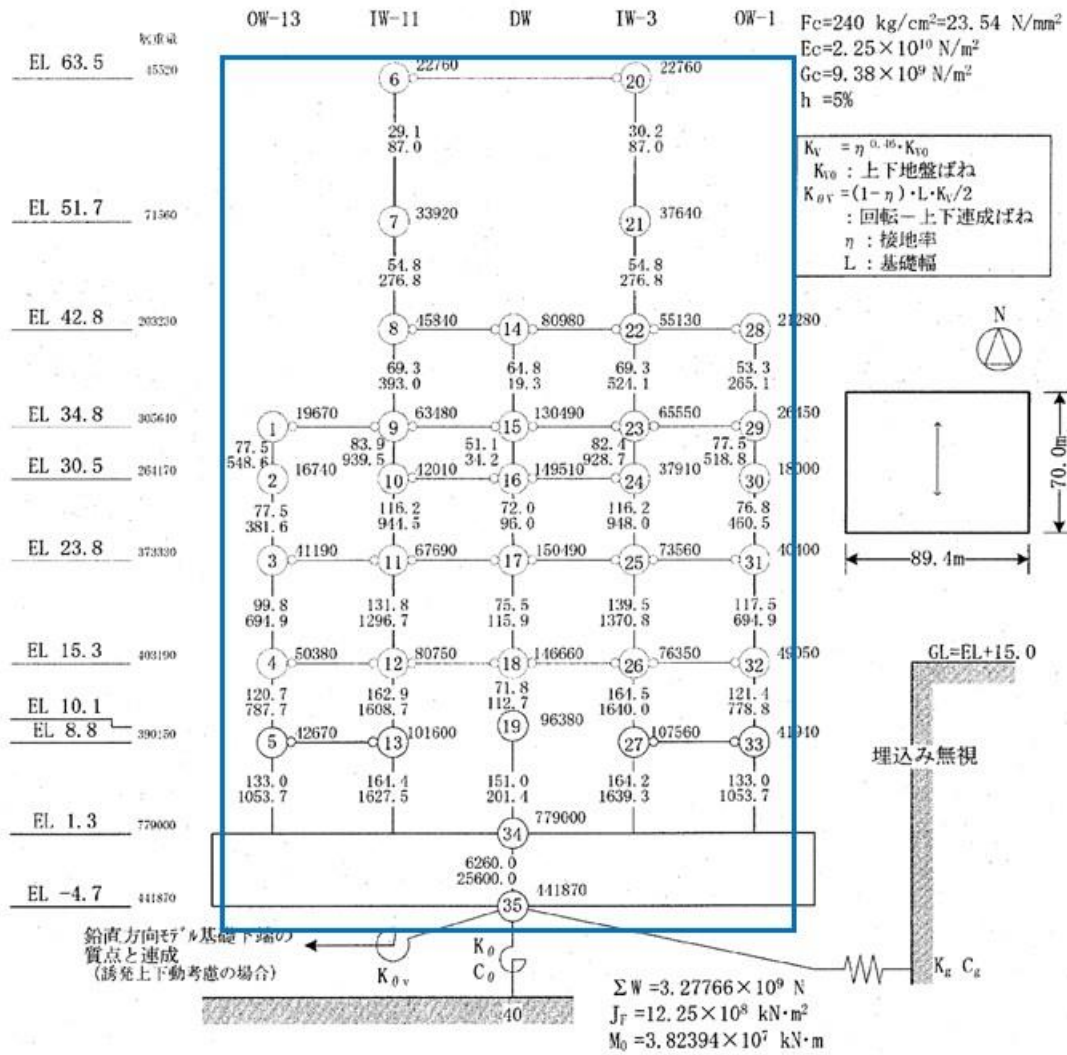 OW-13 IW-11 DW IW-3 OW-1
Fc=240 kg/cm²=23.54 N/mm²
Ec=2.25×10¹⁰ N/m²
Gc=9.38×10⁹ N/m²
h =5%
EL 63.5 45520 6 22760 20 22760
29.1 30.2
87.0 87.0
Kᵥ = η⁰·⁴⁶·Kᵥ₀
Kᵥ₀ : 上下地盤ばね
K_θᵥ =(1-η)·L·Kᵥ/2
: 回転-上下連成ばね
η : 接地率
L : 基礎幅
EL 51.7 71560 7 33920 21 37640
54.8 54.8
276.8 276.8
EL 42.8 203230 8 45840 14 80980 22 55130 28 21280
69.3 64.8 69.3 53.3
393.0 19.3 524.1 265.1
N
EL 34.8 305640 1 19670 9 63480 15 130490 23 65550 29 26450
77.5 83.9 51.1 82.4 77.5
548.6 939.5 34.2 928.7 518.8
EL 30.5 264170 2 16740 10 42010 16 149510 24 37910 30 18000
77.5 116.2 72.0 116.2 76.8
381.6 944.5 96.0 948.0 460.5
70.0m
89.4m
EL 23.8 373330 3 41190 11 67690 17 150490 25 73560 31 40400
99.8 131.8 75.5 139.5 117.5
694.9 1296.7 115.9 1370.8 694.9
EL 15.3 403190 4 50380 12 80750 18 146660 26 76350 32 49050
GL=EL+15.0
120.7 162.9 71.8 164.5 121.4
787.7 1608.7 112.7 1640.0 778.8
EL 10.1 19 96380
EL 8.8 390150 5 42670 13 101600 27 107560 33 41940
埋込み無視
133.0 164.4 151.0 164.2 133.0
1053.7 1627.5 201.4 1639.3 1053.7
EL 1.3 779000 34 779000
6260.0
25600.0
EL -4.7 441870 35 441870
鉛直方向モデル基礎下端の
質点と連成
(誘発上下動考慮の場合)
K_θᵥ
K_θ
C_θ
K_g C_g
40
ΣW =3.27766×10⁹ N
J_F =12.25×10⁸ kN·m²
M₀ =3.82394×10⁷ kN·m